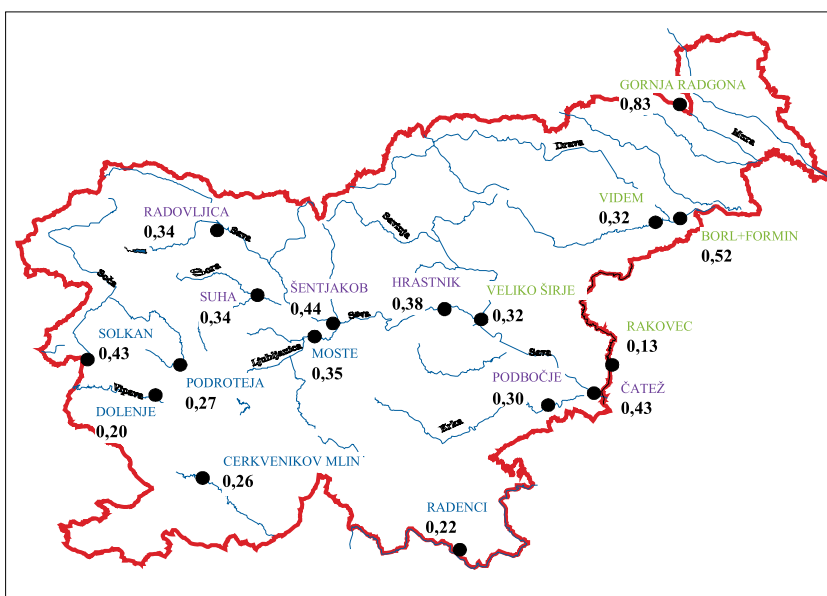 GORNJA RADGONA
0,83
Mura
Drava
VIDEM
0,32
BORL+FORMIN
0,52
RADOVLJICA
0,34
Sava
Savinja
Soča
Sora
SUHA
0,34
ŠENTJAKOB
0,44
Sava
HRASTNIK
0,38
VELIKO ŠIRJE
0,32
SOLKAN
0,43
Ljubljanica
MOSTE
0,35
Sava
RAKOVEC
0,13
PODROTEJA
0,27
Vipava
DOLENJE
0,20
PODBOČJE
0,30
ČATEŽ
0,43
Krka
CERKVENIKOV MLIN
0,26
RADENCI
0,22